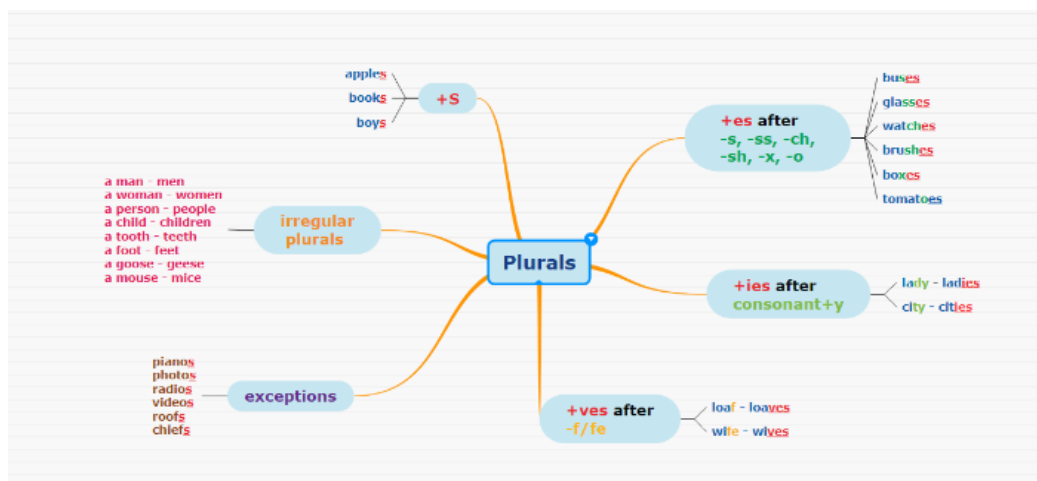 Plurals
+S
apples
books
boys
+es after
-s, -ss, -ch,
-sh, -x, -o
buses
glasses
watches
brushes
boxes
tomatoes
irregular
plurals
a man - men
a woman - women
a person - people
a child - children
a tooth - teeth
a foot - feet
a goose - geese
a mouse - mice
+ies after
consonant+y
lady - ladies
city - cities
exceptions
pianos
photos
radios
videos
roofs
chiefs
+ves after
-f/fe
loaf - loaves
wife - wives